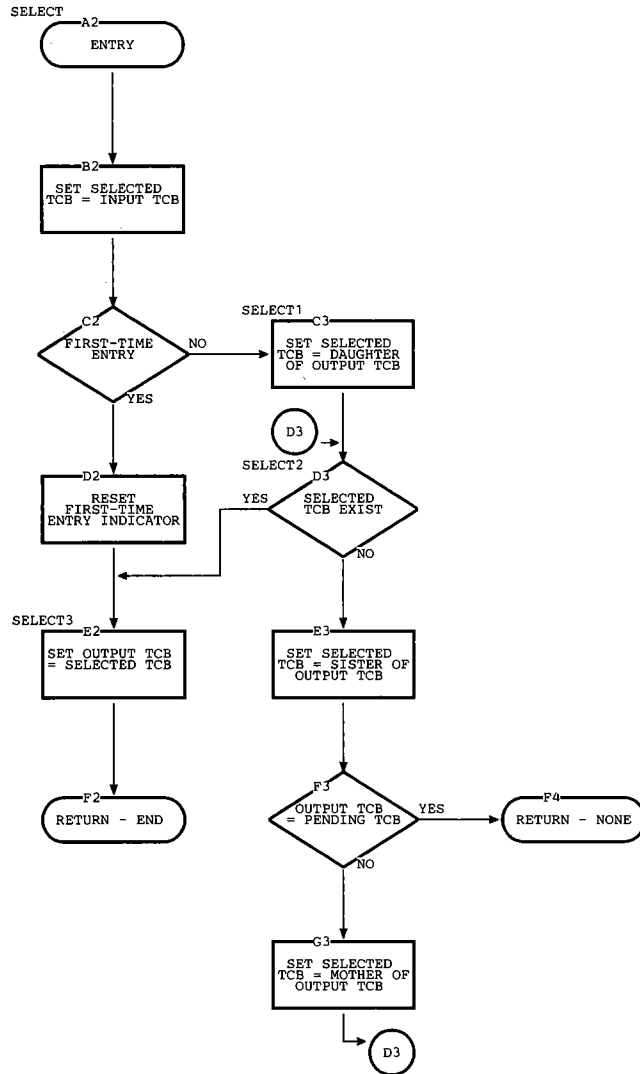 SELECT
A2
ENTRY
B2
SET SELECTED
TCB = INPUT TCB
C2
FIRST-TIME
ENTRY
NO
YES
SELECT1
C3
SET SELECTED
TCB = DAUGHTER
OF OUTPUT TCB
D3
SELECT2
D3
SELECTED
TCB EXIST
YES
NO
D2
RESET
FIRST-TIME
ENTRY INDICATOR
SELECT3
E2
SET OUTPUT TCB
= SELECTED TCB
E3
SET SELECTED
TCB = SISTER OF
OUTPUT TCB
F2
RETURN - END
F3
OUTPUT TCB
= PENDING TCB
YES
NO
F4
RETURN - NONE
G3
SET SELECTED
TCB = MOTHER OF
OUTPUT TCB
D3